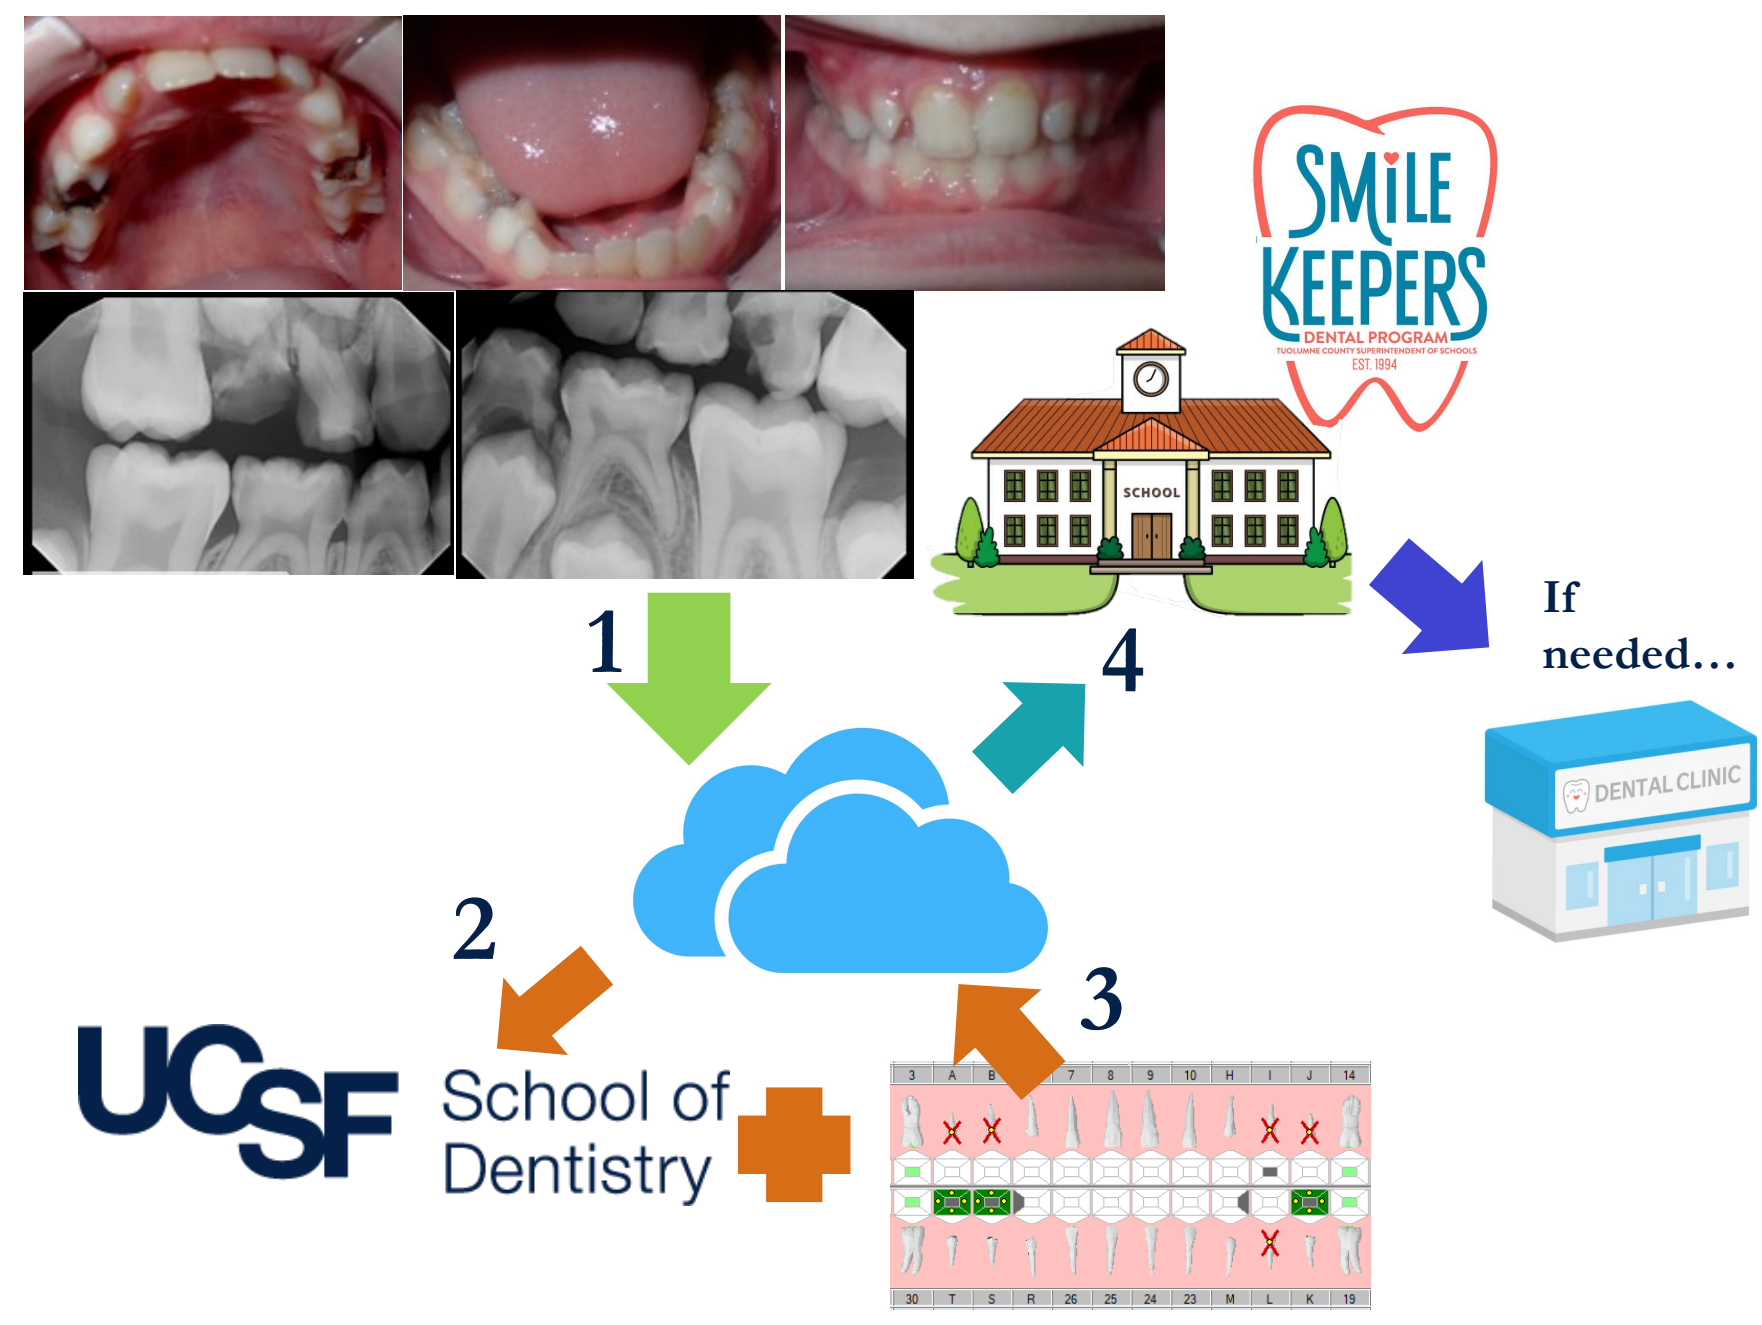 SMiLE
KEEPERS
DENTAL PROGRAM
TUOLUMNE COUNTY SUPERINTENDENT OF SCHOOLS
EST. 1994
SCHOOL
1
4
If
needed...
DENTAL CLINIC
2
3
UCSF
School of
Dentistry
3 A B 7 8 9 10 H I J 14
30 T S R 26 25 24 23 M L K 19